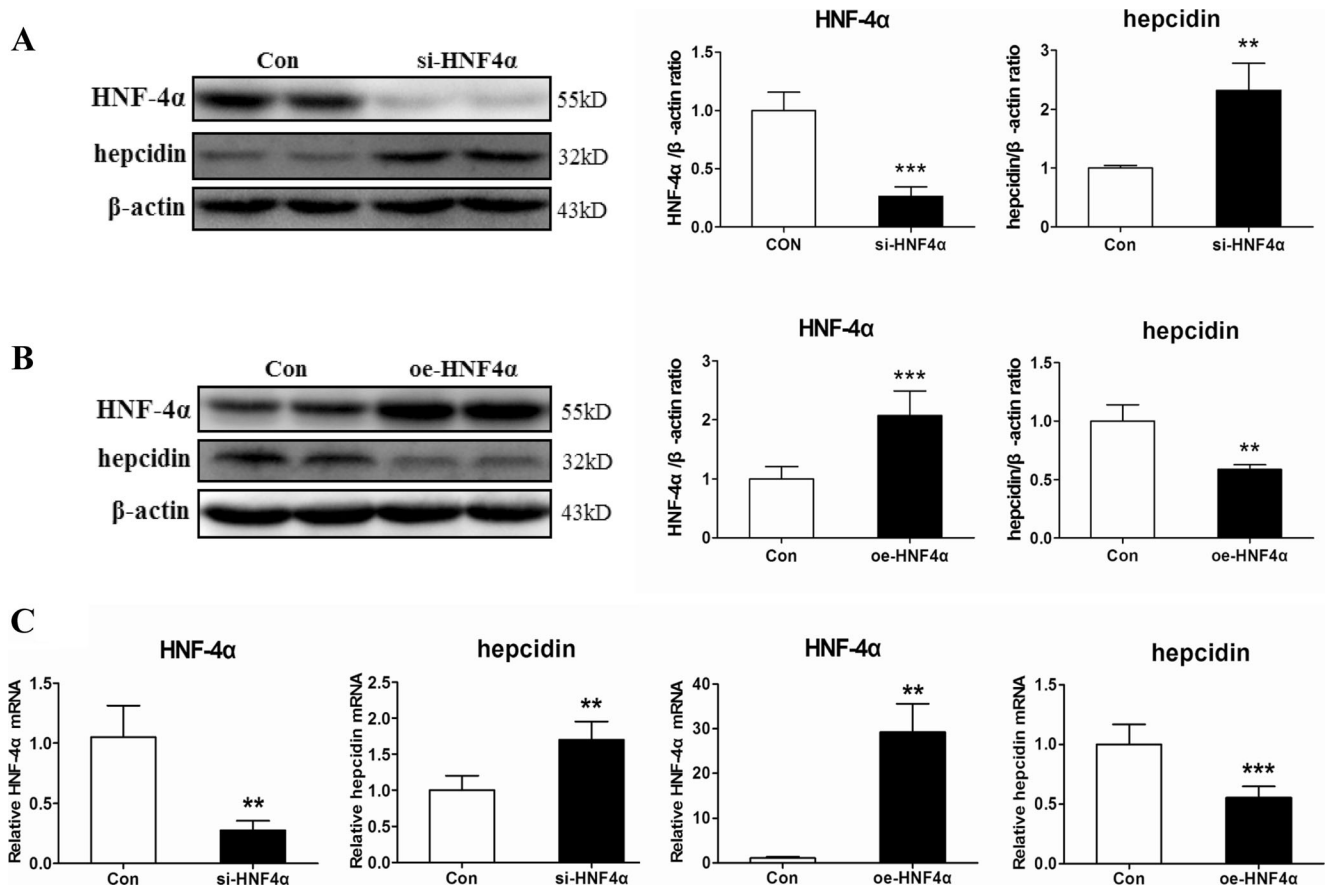 A
Con si-HNF4α
HNF-4α 55kD
hepcidin 32kD
β-actin 43kD
HNF-4α
HNF-4α /β -actin ratio
1.5
1.0
0.5
0.0
***
CON si-HNF4α
hepcidin
hepcidin/β -actin ratio
3
2
1
0
**
Con si-HNF4α
B
Con oe-HNF4α
HNF-4α 55kD
hepcidin 32kD
β-actin 43kD
HNF-4α
HNF-4α /β -actin ratio
3
2
1
0
***
Con oe-HNF4α
hepcidin
hepcidin/β -actin ratio
1.5
1.0
0.5
0.0
**
Con oe-HNF4α
C
HNF-4α
Relative HNF-4α mRNA
1.5
1.0
0.5
0.0
**
Con si-HNF4α
hepcidin
Relative hepcidin mRNA
2.5
2.0
1.5
1.0
0.5
0.0
**
Con si-HNF4α
HNF-4α
Relative HNF-4α mRNA
40
30
20
10
0
**
Con oe-HNF4α
hepcidin
Relative hepcidin mRNA
1.5
1.0
0.5
0.0
***
Con oe-HNF4α